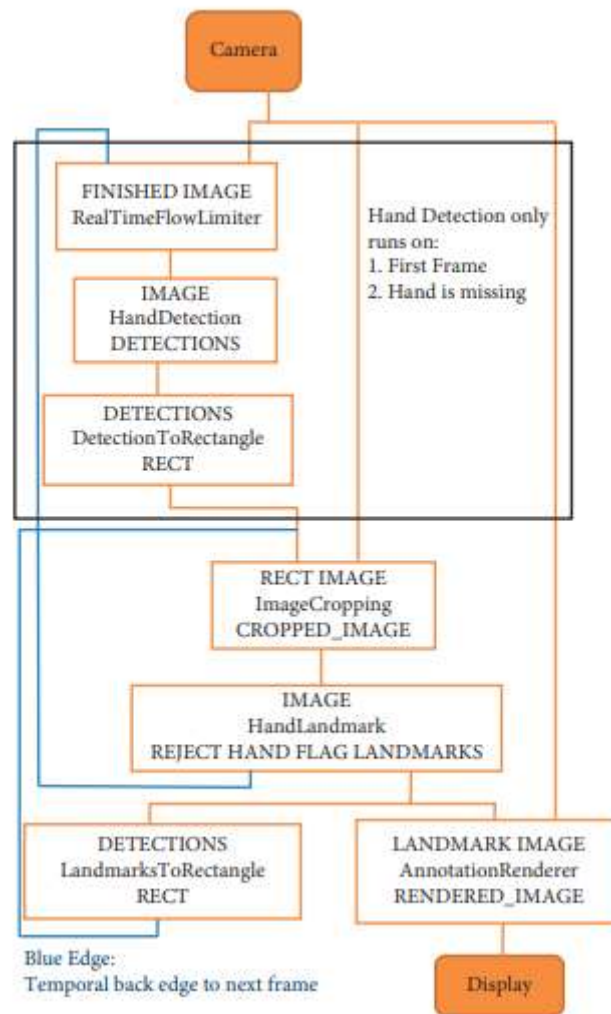 Camera
FINISHED IMAGE
RealTimeFlowLimiter
Hand Detection only
runs on:
1. First Frame
2. Hand is missing
IMAGE
HandDetection
DETECTIONS
DETECTIONS
DetectionToRectangle
RECT
RECT IMAGE
ImageCropping
CROPPED_IMAGE
IMAGE
HandLandmark
REJECT HAND FLAG LANDMARKS
DETECTIONS
LandmarksToRectangle
RECT
LANDMARK IMAGE
AnnotationRenderer
RENDERED_IMAGE
Blue Edge:
Temporal back edge to next frame
Display